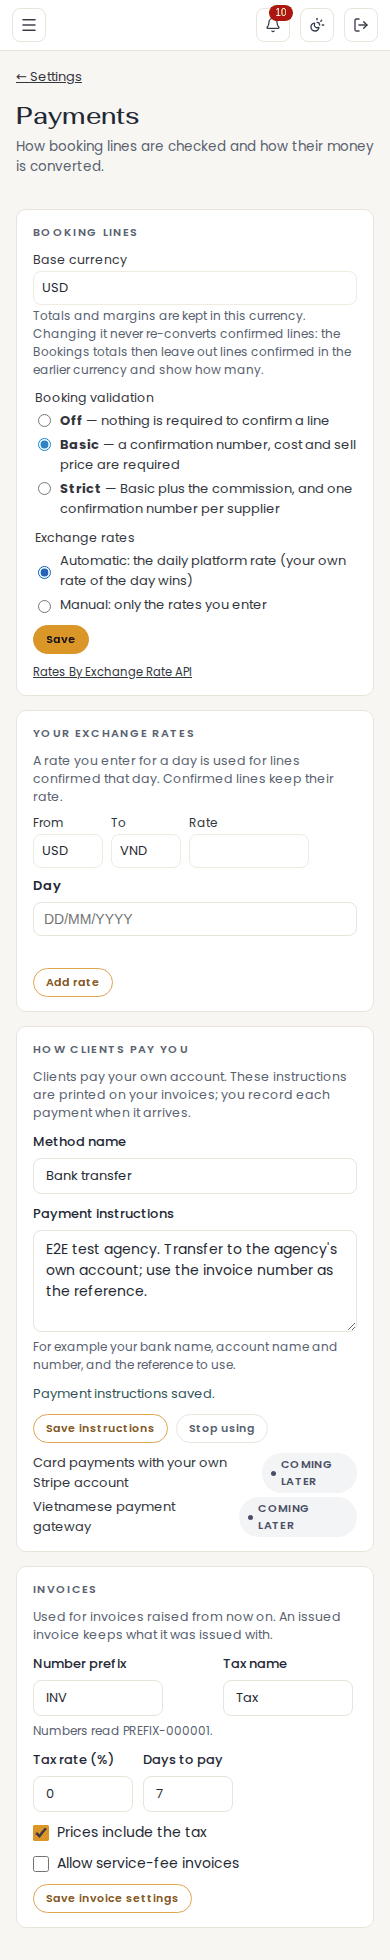 10
← Settings
Payments
How booking lines are checked and how their money
is converted.
BOOKING LINES
Base currency
USD
Totals and margins are kept in this currency.
Changing it never re-converts confirmed lines: the
Bookings totals then leave out lines confirmed in the
earlier currency and show how many.
Booking validation
Off — nothing is required to confirm a line
Basic — a confirmation number, cost and sell
price are required
Strict — Basic plus the commission, and one
confirmation number per supplier
Exchange rates
Automatic: the daily platform rate (your own
rate of the day wins)
Manual: only the rates you enter
Save
Rates By Exchange Rate API
YOUR EXCHANGE RATES
A rate you enter for a day is used for lines
confirmed that day. Confirmed lines keep their
rate.
From To Rate
USD VND
Day
DD/MM/YYYY
Add rate
HOW CLIENTS PAY YOU
Clients pay your own account. These instructions
are printed on your invoices; you record each
payment when it arrives.
Method name
Bank transfer
Payment instructions
E2E test agency. Transfer to the agency's
own account; use the invoice number as
the reference.
For example your bank name, account name and
number, and the reference to use.
Payment instructions saved.
Save instructions Stop using
Card payments with your own
Stripe account
COMING
LATER
Vietnamese payment
gateway
COMING
LATER
INVOICES
Used for invoices raised from now on. An issued
invoice keeps what it was issued with.
Number prefix Tax name
INV Tax
Numbers read PREFIX-000001.
Tax rate (%) Days to pay
0 7
Prices include the tax
Allow service-fee invoices
Save invoice settings